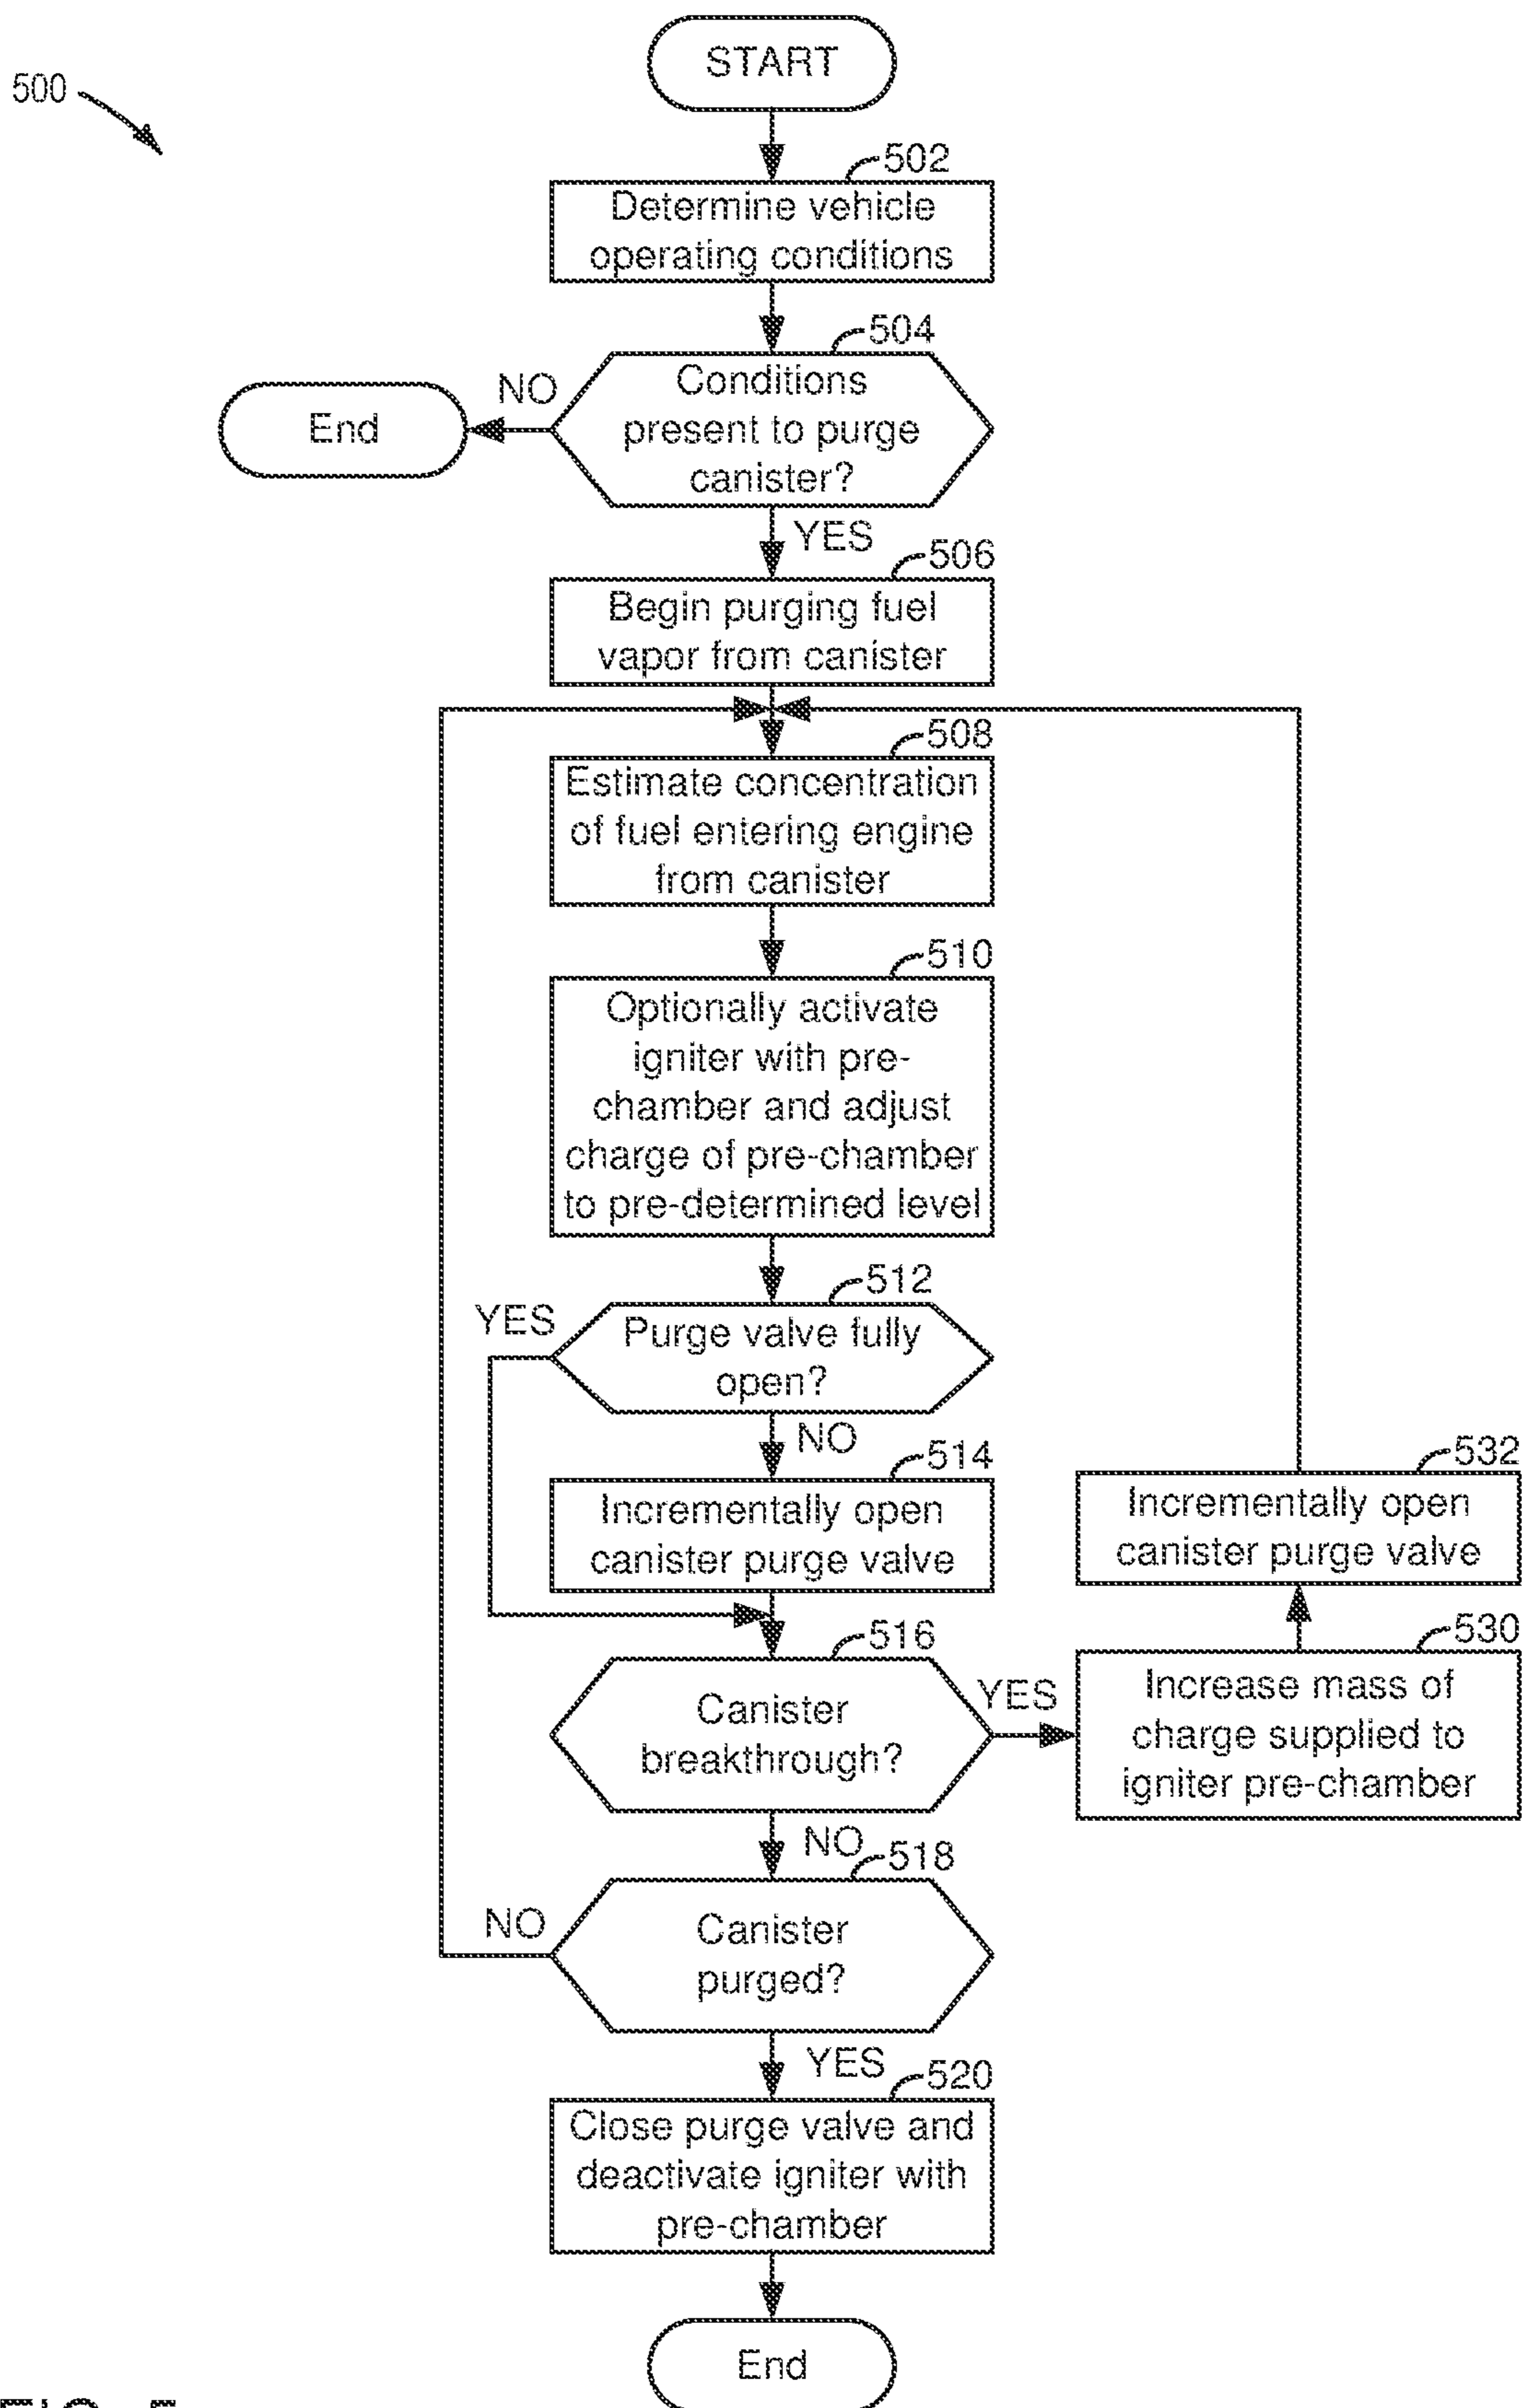 START
500
502
Determine vehicle
operating conditions
504
Conditions
present to purge
canister?
NO
End
YES
506
Begin purging fuel
vapor from canister
508
Estimate concentration
of fuel entering engine
from canister
510
Optionally activate
igniter with pre-
chamber and adjust
charge of pre-chamber
to pre-determined level
512
YES
Purge valve fully
open?
NO
514
Incrementally open
canister purge valve
532
Incrementally open
canister purge valve
516
Canister
breakthrough?
YES
530
Increase mass of
charge supplied to
igniter pre-chamber
NO
518
NO
Canister
purged?
YES
520
Close purge valve and
deactivate igniter with
pre-chamber
End